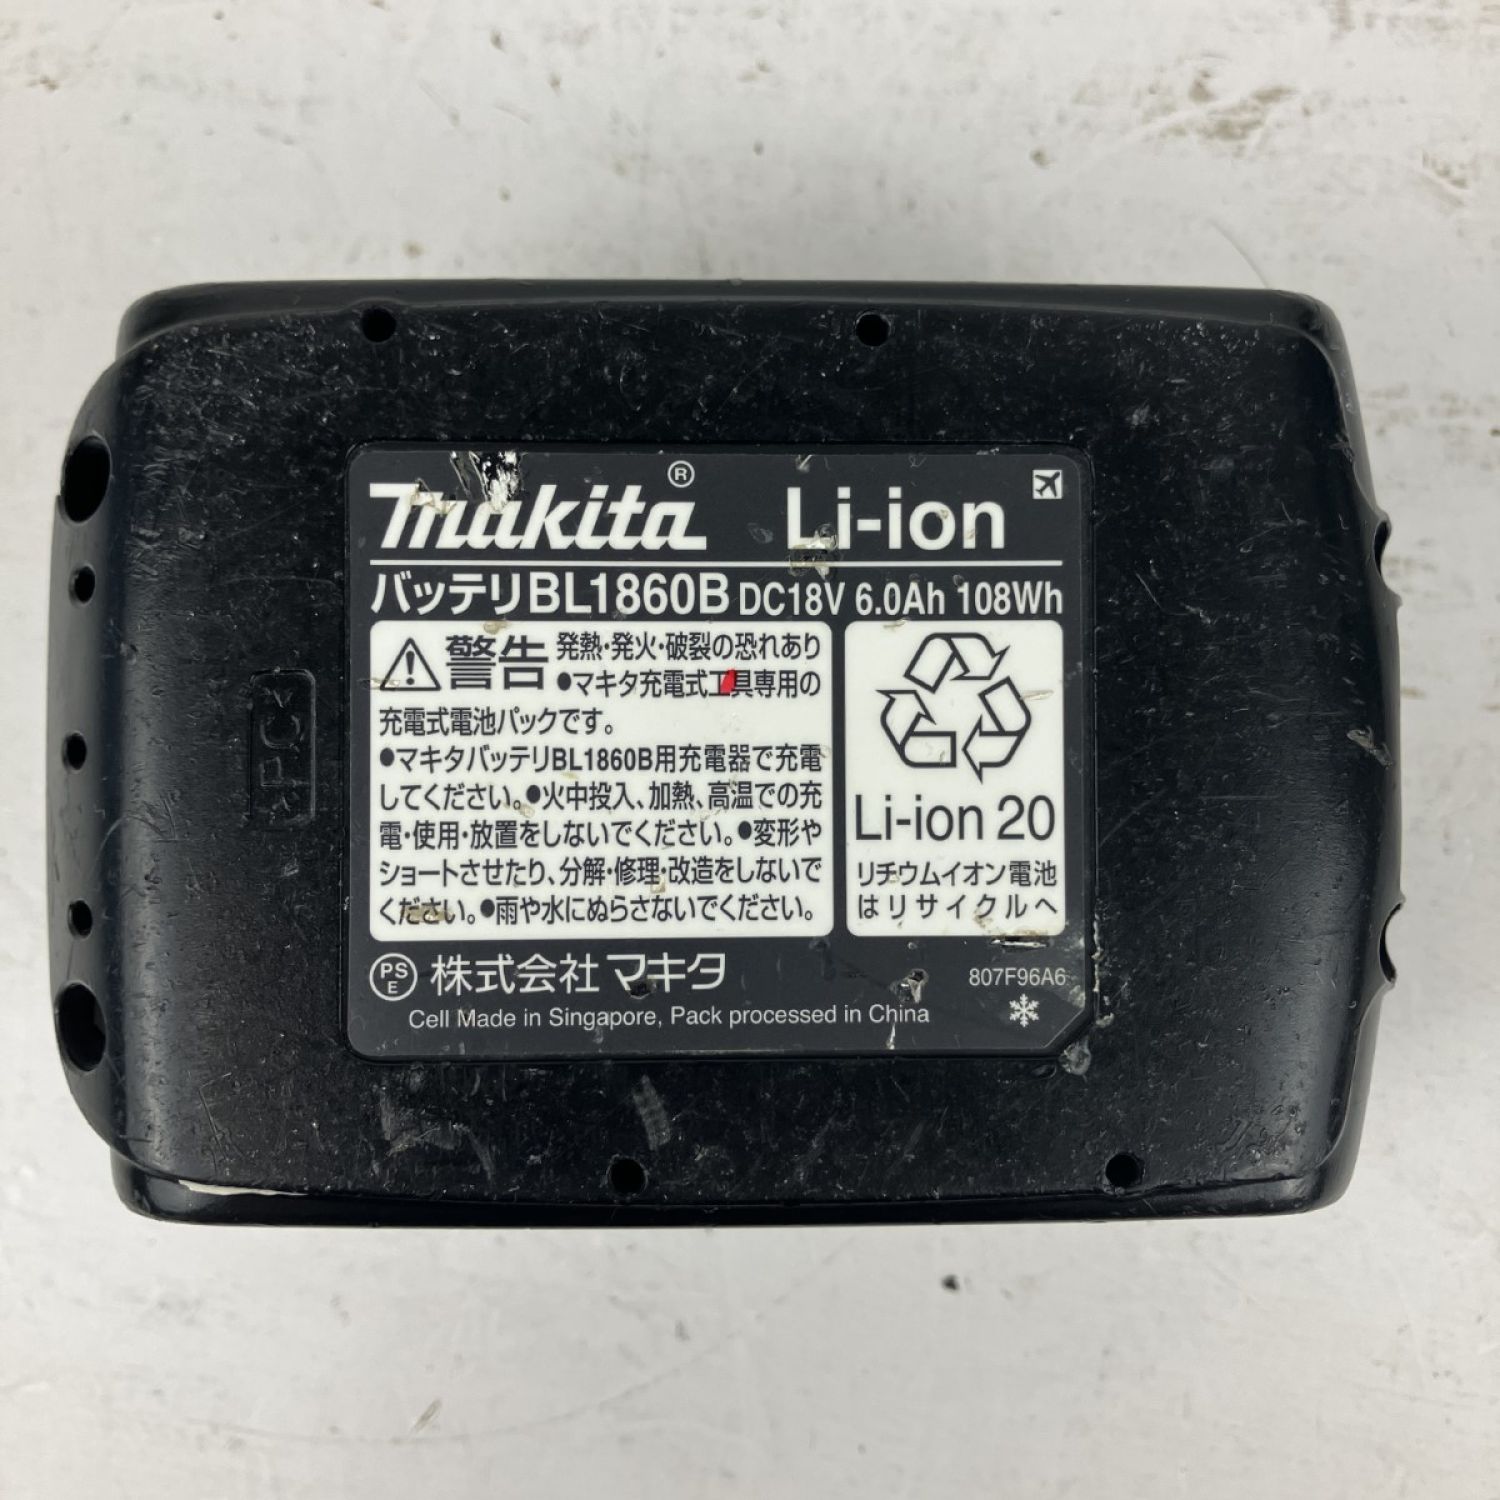 makita® Li-ion
バッテリBL1860B DC18V 6.0Ah 108Wh
警告 発熱・発火・破裂の恐れあり
●マキタ充電式工具専用の
充電式電池パックです。
●マキタバッテリBL1860B用充電器で充電
してください。●火中投入、加熱、高温での充
電・使用・放置をしないでください。●変形や
ショートさせたり、分解・修理・改造をしないで
ください。●雨や水にぬらさないでください。
Li-ion 20
リチウムイオン電池
はリサイクルへ
PS
E
株式会社マキタ
807F96A6
Cell Made in Singapore, Pack processed in China
>PC<